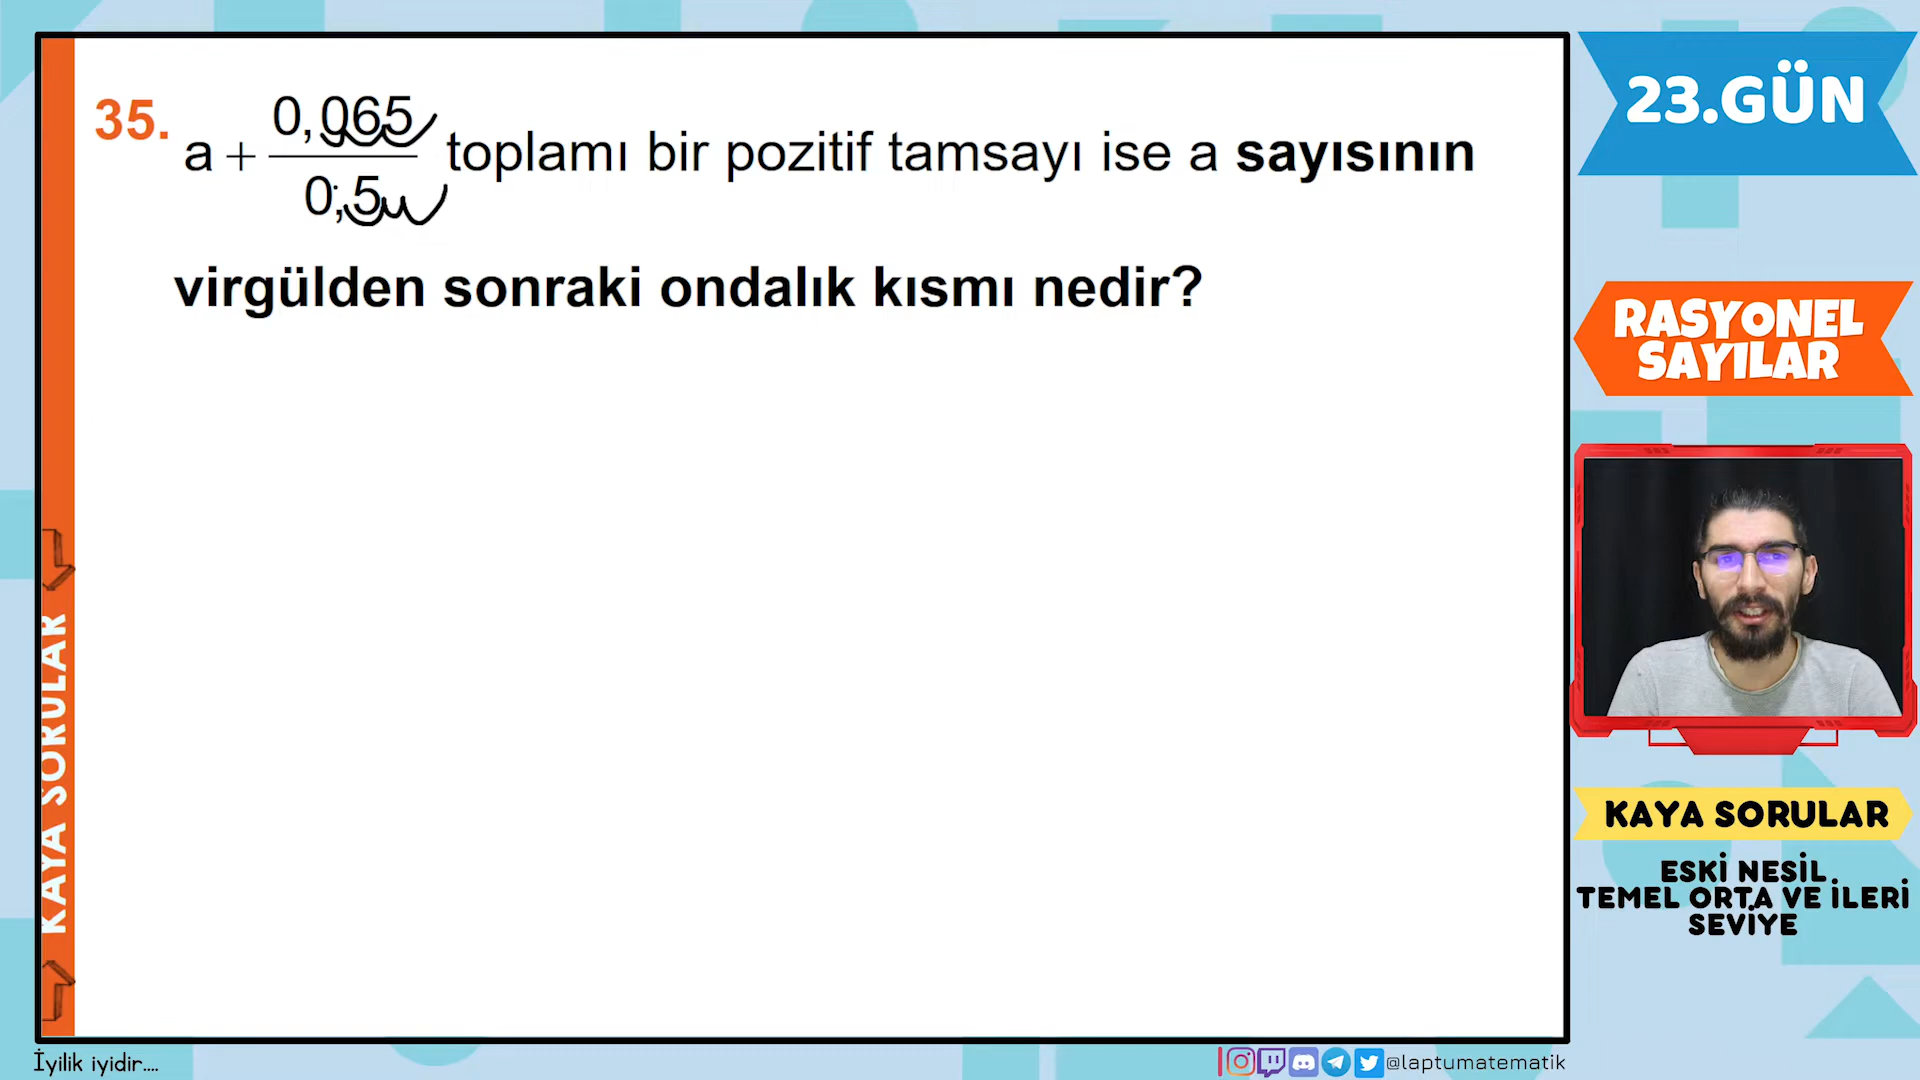 35. a + 0,065 / 0,5 toplamı bir pozitif tamsayı ise a sayısının
virgülden sonraki ondalık kısmı nedir?
KAYA SORULAR
23.GÜN
RASYONEL
SAYILAR
KAYA SORULAR
ESKİ NESİL
TEMEL ORTA VE İLERİ
SEVİYE
İyilik iyidir....
@laptumatematik